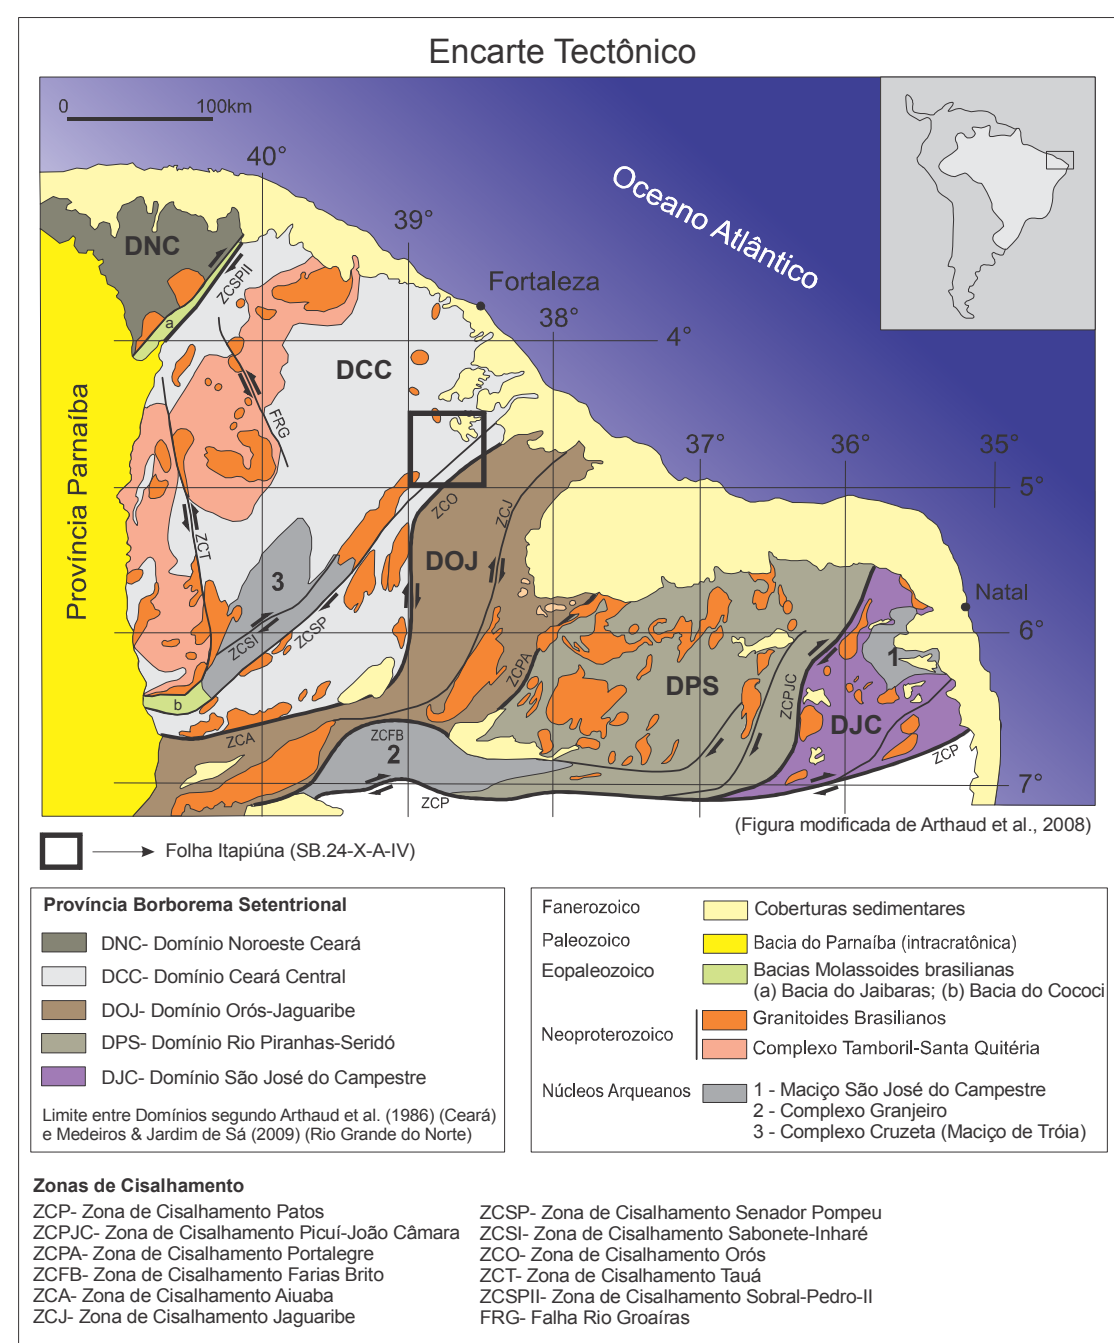 Encarte Tectônico
0 100km
40°
39°
Oceano Atlântico
DNC
ZCSPII
Fortaleza
38°
4°
a
DCC
FRG
Província Parnaíba
37°
36°
35°
5°
ZCO
ZCJ
ZCT
DOJ
3
Natal
ZCSI
ZCSP
6°
1
ZCPA
DPS
ZCPJC
b
DJC
ZCA
ZCFB
2
ZCP
7°
ZCP
(Figura modificada de Arthaud et al., 2008)
Folha Itapiúna (SB.24-X-A-IV)
Província Borborema Setentrional
DNC- Domínio Noroeste Ceará
DCC- Domínio Ceará Central
DOJ- Domínio Orós-Jaguaribe
DPS- Domínio Rio Piranhas-Seridó
DJC- Domínio São José do Campestre
Limite entre Domínios segundo Arthaud et al. (1986) (Ceará)
e Medeiros & Jardim de Sá (2009) (Rio Grande do Norte)
Fanerozoico Coberturas sedimentares
Paleozoico Bacia do Parnaíba (intracratônica)
Eopaleozoico Bacias Molassoides brasilianas
(a) Bacia do Jaibaras; (b) Bacia do Cococi
Neoproterozoico Granitoides Brasilianos
Complexo Tamboril-Santa Quitéria
Núcleos Arqueanos 1 - Maciço São José do Campestre
2 - Complexo Granjeiro
3 - Complexo Cruzeta (Maciço de Tróia)
Zonas de Cisalhamento
ZCP- Zona de Cisalhamento Patos
ZCPJC- Zona de Cisalhamento Picuí-João Câmara
ZCPA- Zona de Cisalhamento Portalegre
ZCFB- Zona de Cisalhamento Farias Brito
ZCA- Zona de Cisalhamento Aiuaba
ZCJ- Zona de Cisalhamento Jaguaribe
ZCSP- Zona de Cisalhamento Senador Pompeu
ZCSI- Zona de Cisalhamento Sabonete-Inharé
ZCO- Zona de Cisalhamento Orós
ZCT- Zona de Cisalhamento Tauá
ZCSPII- Zona de Cisalhamento Sobral-Pedro-II
FRG- Falha Rio Groaíras